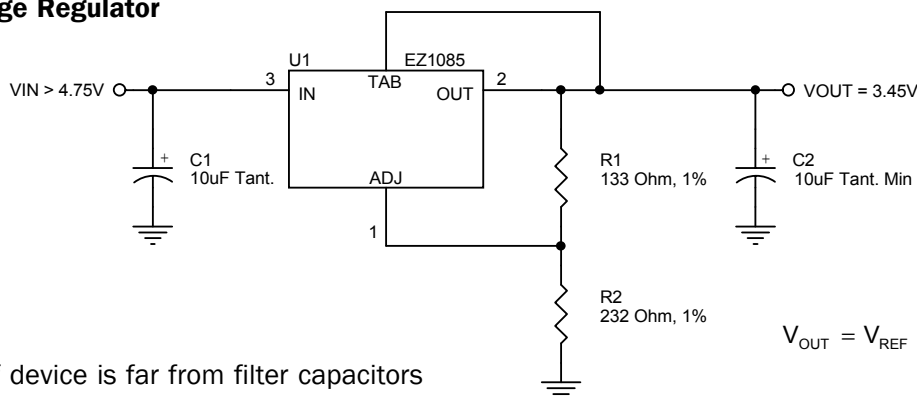 ge Regulator
U1
EZ1085
VIN > 4.75V
3
IN
TAB
OUT
2
VOUT = 3.45V
+
C1
10uF Tant.
ADJ
1
R1
133 Ohm, 1%
+
C2
10uF Tant. Min
R2
232 Ohm, 1%
VOUT = VREF
device is far from filter capacitors